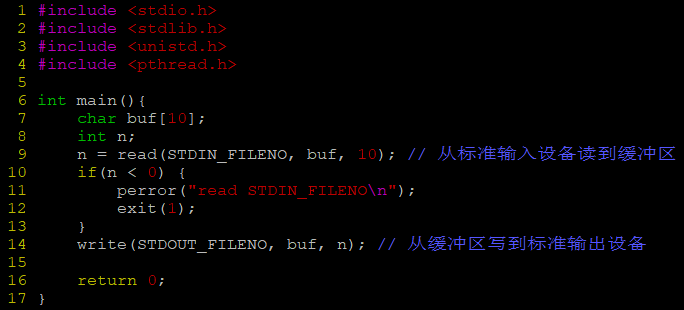 1 #include <stdio.h>
2 #include <stdlib.h>
3 #include <unistd.h>
4 #include <pthread.h>
5
6 int main(){
7     char buf[10];
8     int n;
9     n = read(STDIN_FILENO, buf, 10); // 从标准输入设备读到缓冲区
10     if(n < 0) {
11         perror("read STDIN_FILENO\n");
12         exit(1);
13     }
14     write(STDOUT_FILENO, buf, n); // 从缓冲区写到标准输出设备
15
16     return 0;
17 }